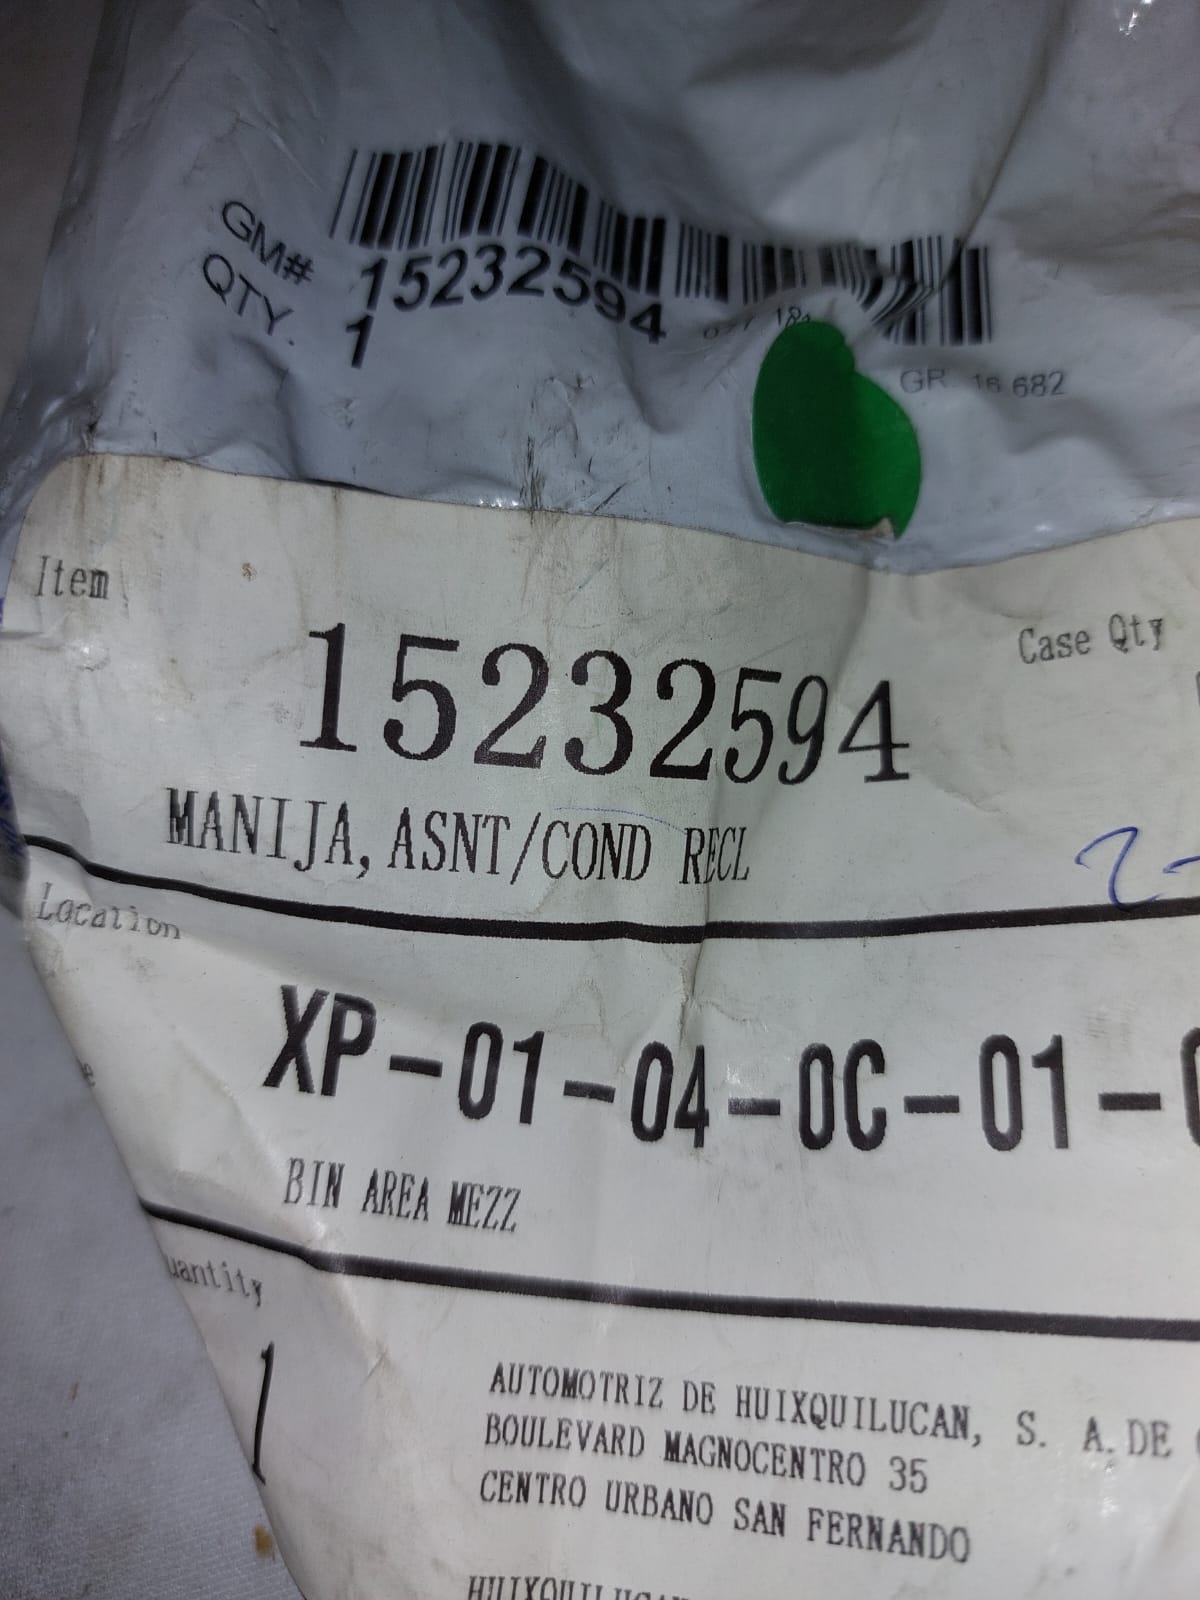 GM# 15232594
QTY. 1
GR. 16.682
Item
Case Qty
15232594
MANIJA, ASNT/COND RECL
Location
XP-01-04-0C-01-
BIN AREA MEZZ
uantity
1
AUTOMOTRIZ DE HUIXQUILUCAN, S. A. DE
BOULEVARD MAGNOCENTRO 35
CENTRO URBANO SAN FERNANDO